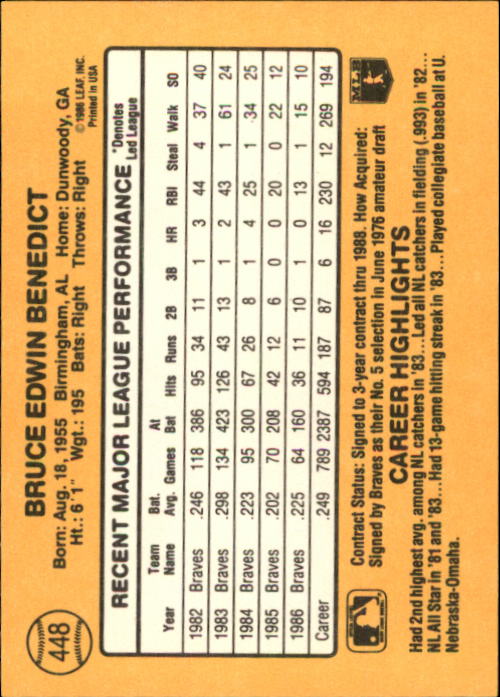 448
BRUCE EDWIN BENEDICT
Born: Aug. 18, 1955 Birmingham, AL Home: Dunwoody, GA
Ht.: 6'1" Wgt.: 195 Bats: Right Throws: Right
©1986 LEAF, INC.
Printed in USA
RECENT MAJOR LEAGUE PERFORMANCE *Denotes Led League
Year Team Name Bat. Avg. Games At Bat Hits Runs 2B 3B HR RBI Steal Walk SO
1982 Braves .246 118 386 95 34 11 1 3 44 4 37 40
1983 Braves .298 134 423 126 43 13 1 2 43 1 61 24
1984 Braves .223 95 300 67 26 8 1 4 25 1 34 25
1985 Braves .202 70 208 42 12 6 0 0 20 0 22 12
1986 Braves .225 64 160 36 11 10 1 0 13 1 15 10
Career .249 789 2387 594 187 87 6 16 230 12 269 194
Contract Status: Signed to 3-year contract thru 1988. How Acquired:
Signed by Braves as their No. 5 selection in June 1976 amateur draft
MLB
CAREER HIGHLIGHTS
Had 2nd highest avg. among NL catchers in '83...Led all NL catchers in fielding (.993) in '82...
NL All Star in '81 and '83...Had 13-game hitting streak in '83...Played collegiate baseball at U.
Nebraska-Omaha.